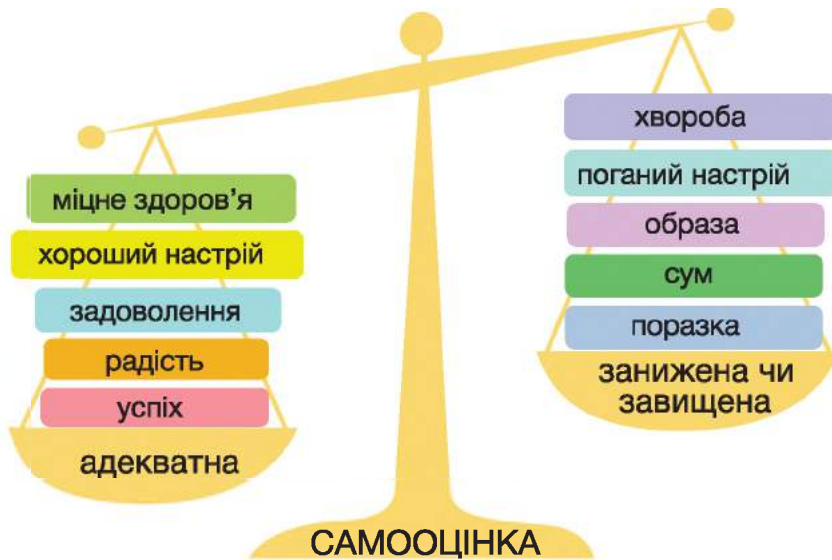 міцне здоров’я
хороший настрій
задоволення
радість
успіх
адекватна
хвороба
поганий настрій
образа
сум
поразка
занижена чи
завищена
САМООЦІНКА